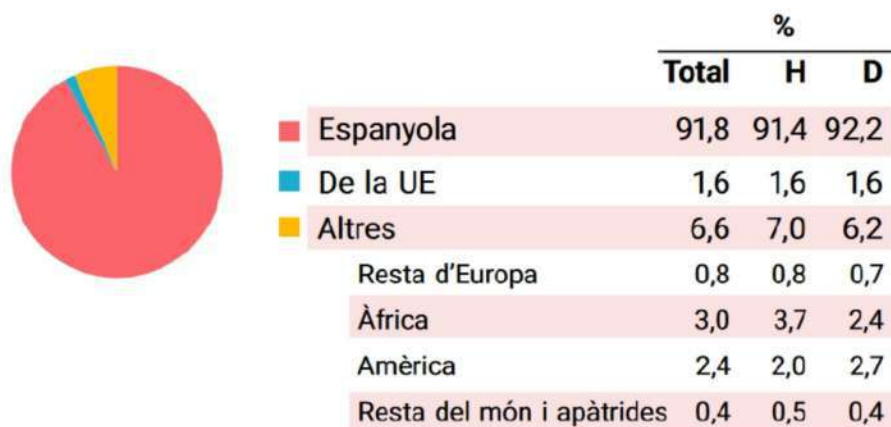 %
Total H D
Espanyola 91,8 91,4 92,2
De la UE 1,6 1,6 1,6
Altres 6,6 7,0 6,2
Resta d'Europa 0,8 0,8 0,7
Àfrica 3,0 3,7 2,4
Amèrica 2,4 2,0 2,7
Resta del món i apàtrides 0,4 0,5 0,4